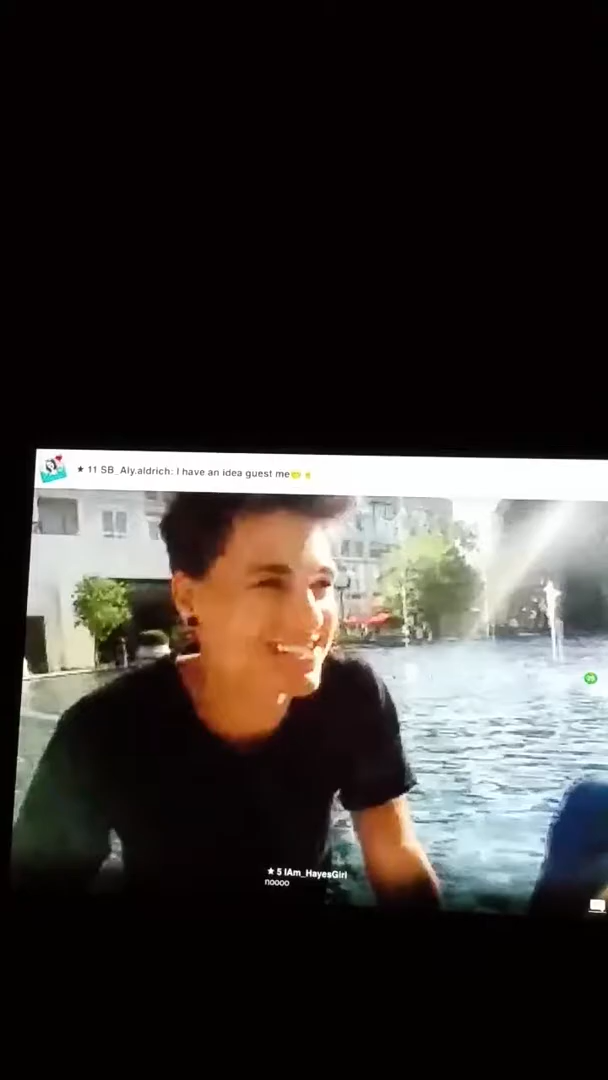 ★ 11 SB_Aly.aldrich: I have an idea guest me
★ 5 IAm_HayesGirl
noooo